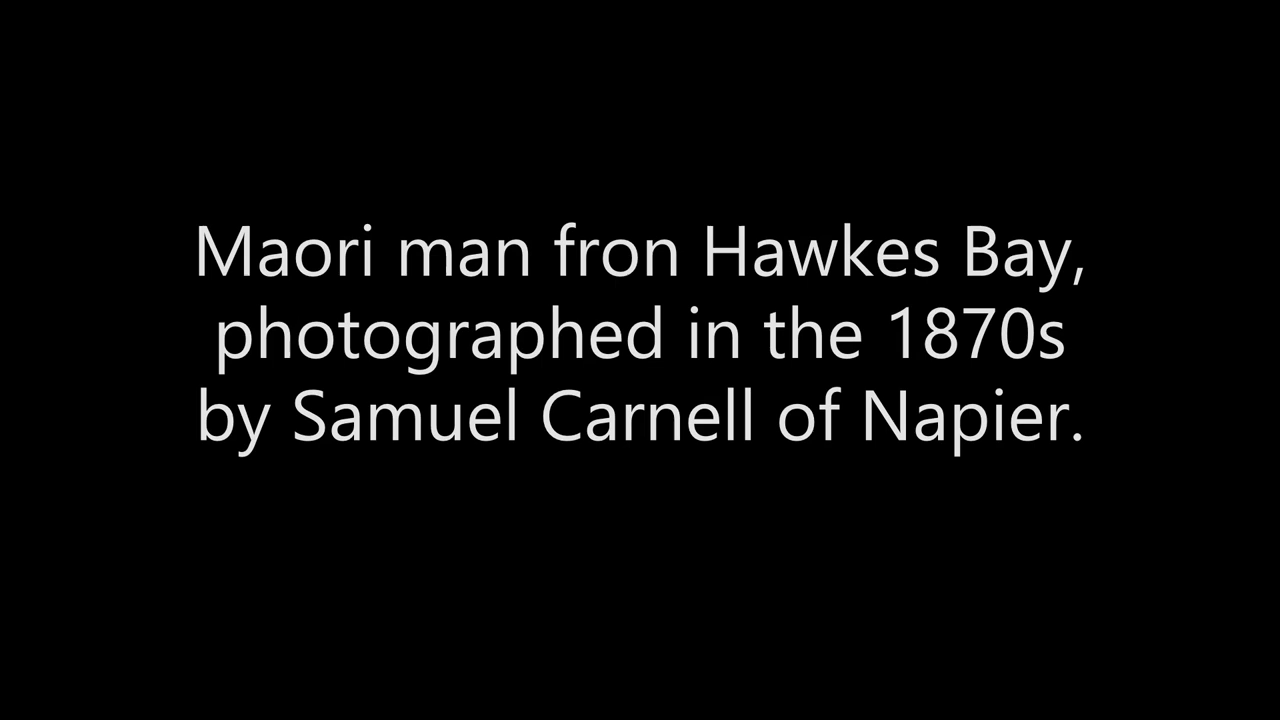 Maori man fron Hawkes Bay,
photographed in the 1870s
by Samuel Carnell of Napier.